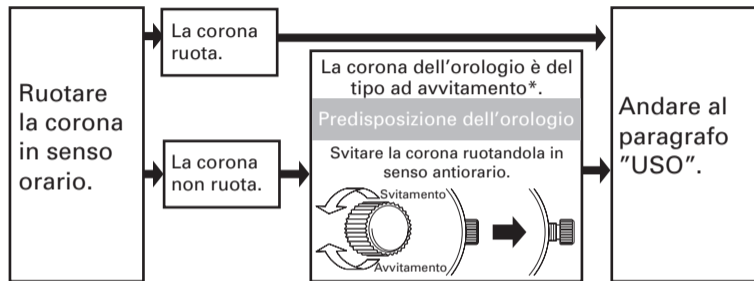 Ruotare
la corona
in senso
orario.
La corona
ruota.
La corona
non ruota.
La corona dell'orologio è del
tipo ad avvitamento*.
Predisposizione dell'orologio
Svitare la corona ruotandola in
senso antiorario.
Svitamento
Avvitamento
Andare al
paragrafo
"USO".